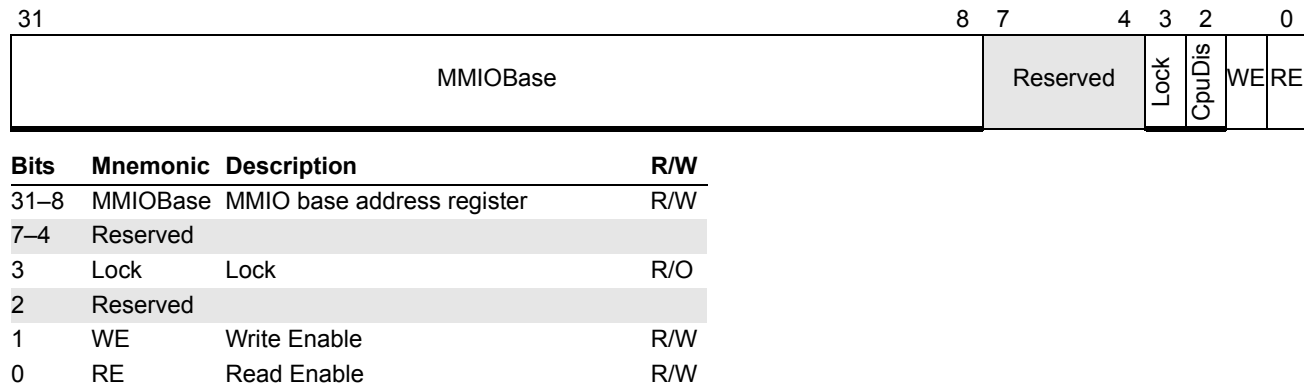 31 8 7 4 3 2 0
MMIOBase Reserved Lock CpuDis WE RE
Bits Mnemonic Description R/W
31–8 MMIOBase MMIO base address register R/W
7–4 Reserved
3 Lock Lock R/O
2 Reserved
1 WE Write Enable R/W
0 RE Read Enable R/W